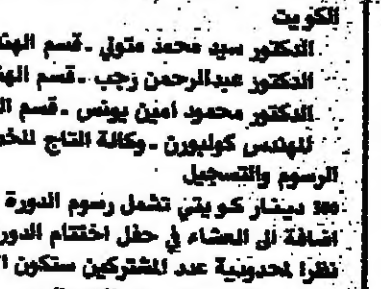 الكويت
الدكتور سيد محمد متولي - قسم الهند
الدكتور عبدالرحمن رجب - قسم الهن
الدكتور محمود امين يونس - قسم ال
المهندس كولبورن - وكالة التاج للخد
الرسوم والتسجيل
دينار كويتي تشمل رسوم الدورة
اضافة الى العشاء في حفل اختتام الدور
نظرا لمحدودية عدد المشتركين ستكون ا